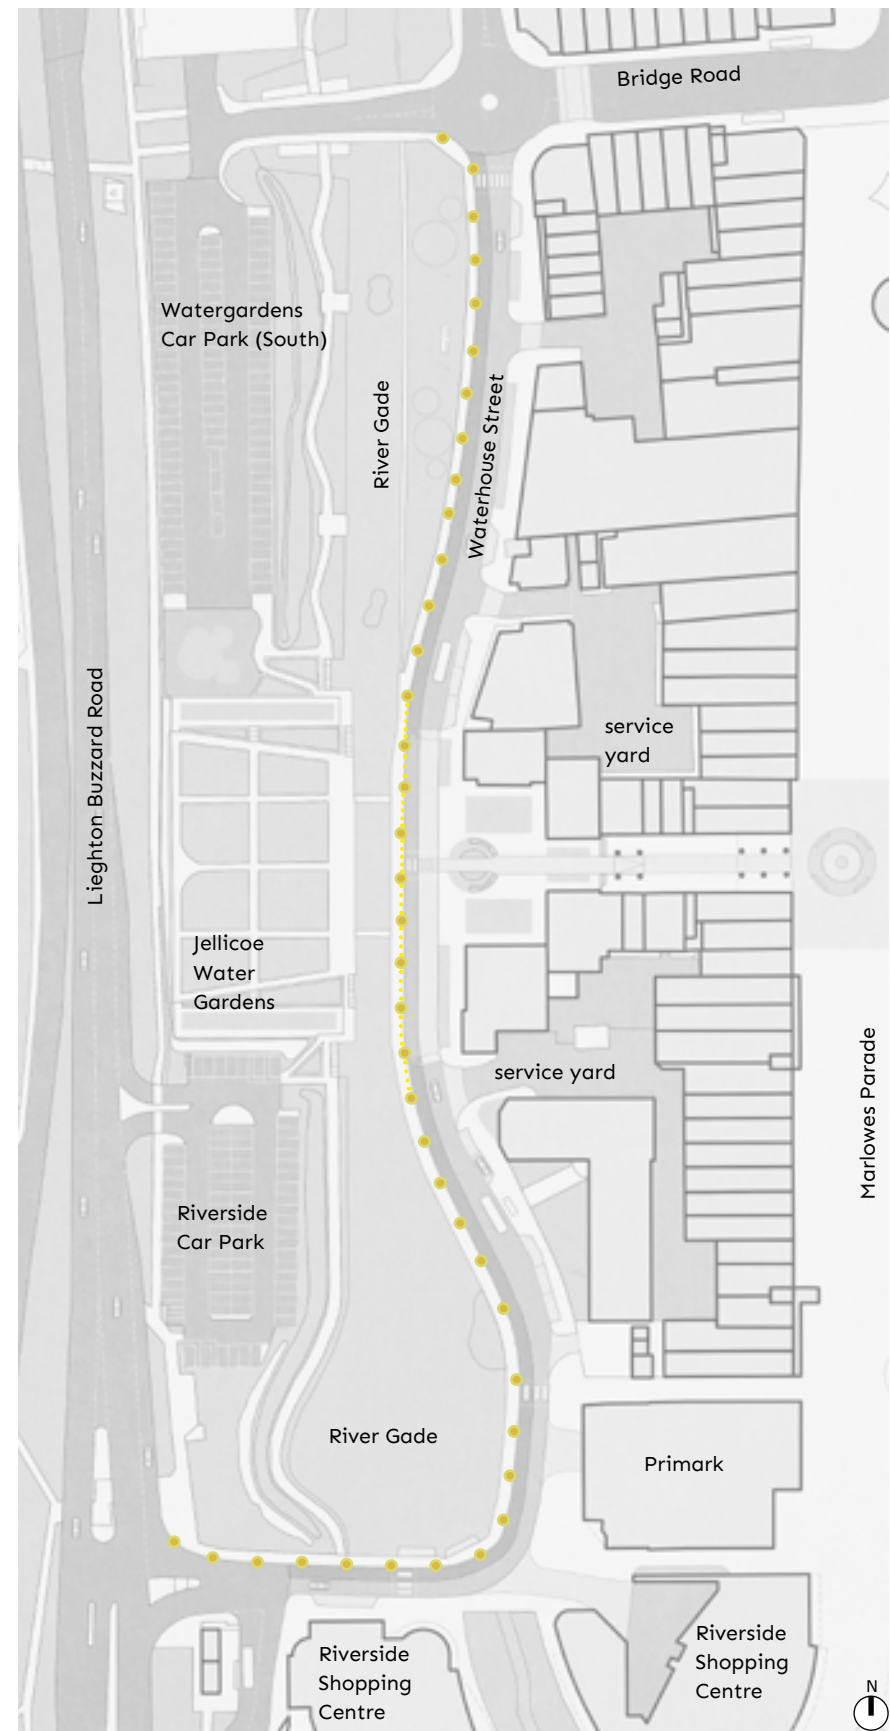 Bridge Road
Watergardens
Car Park (South)
River Gade
Waterhouse Street
Lieghton Buzzard Road
service
yard
Jellicoe
Water
Gardens
service yard
Marlowes Parade
Riverside
Car Park
River Gade
Primark
Riverside
Shopping
Centre
Riverside
Shopping
Centre
N